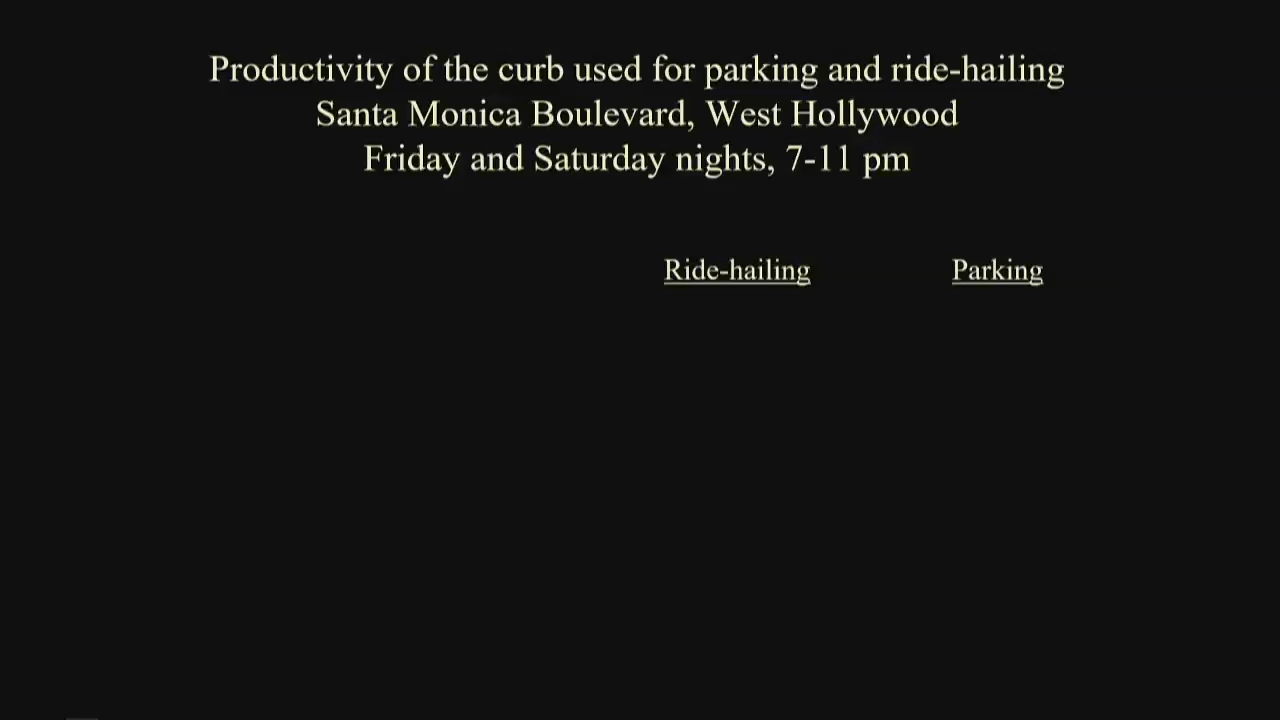 Productivity of the curb used for parking and ride-hailing
Santa Monica Boulevard, West Hollywood
Friday and Saturday nights, 7-11 pm
Ride-hailing Parking